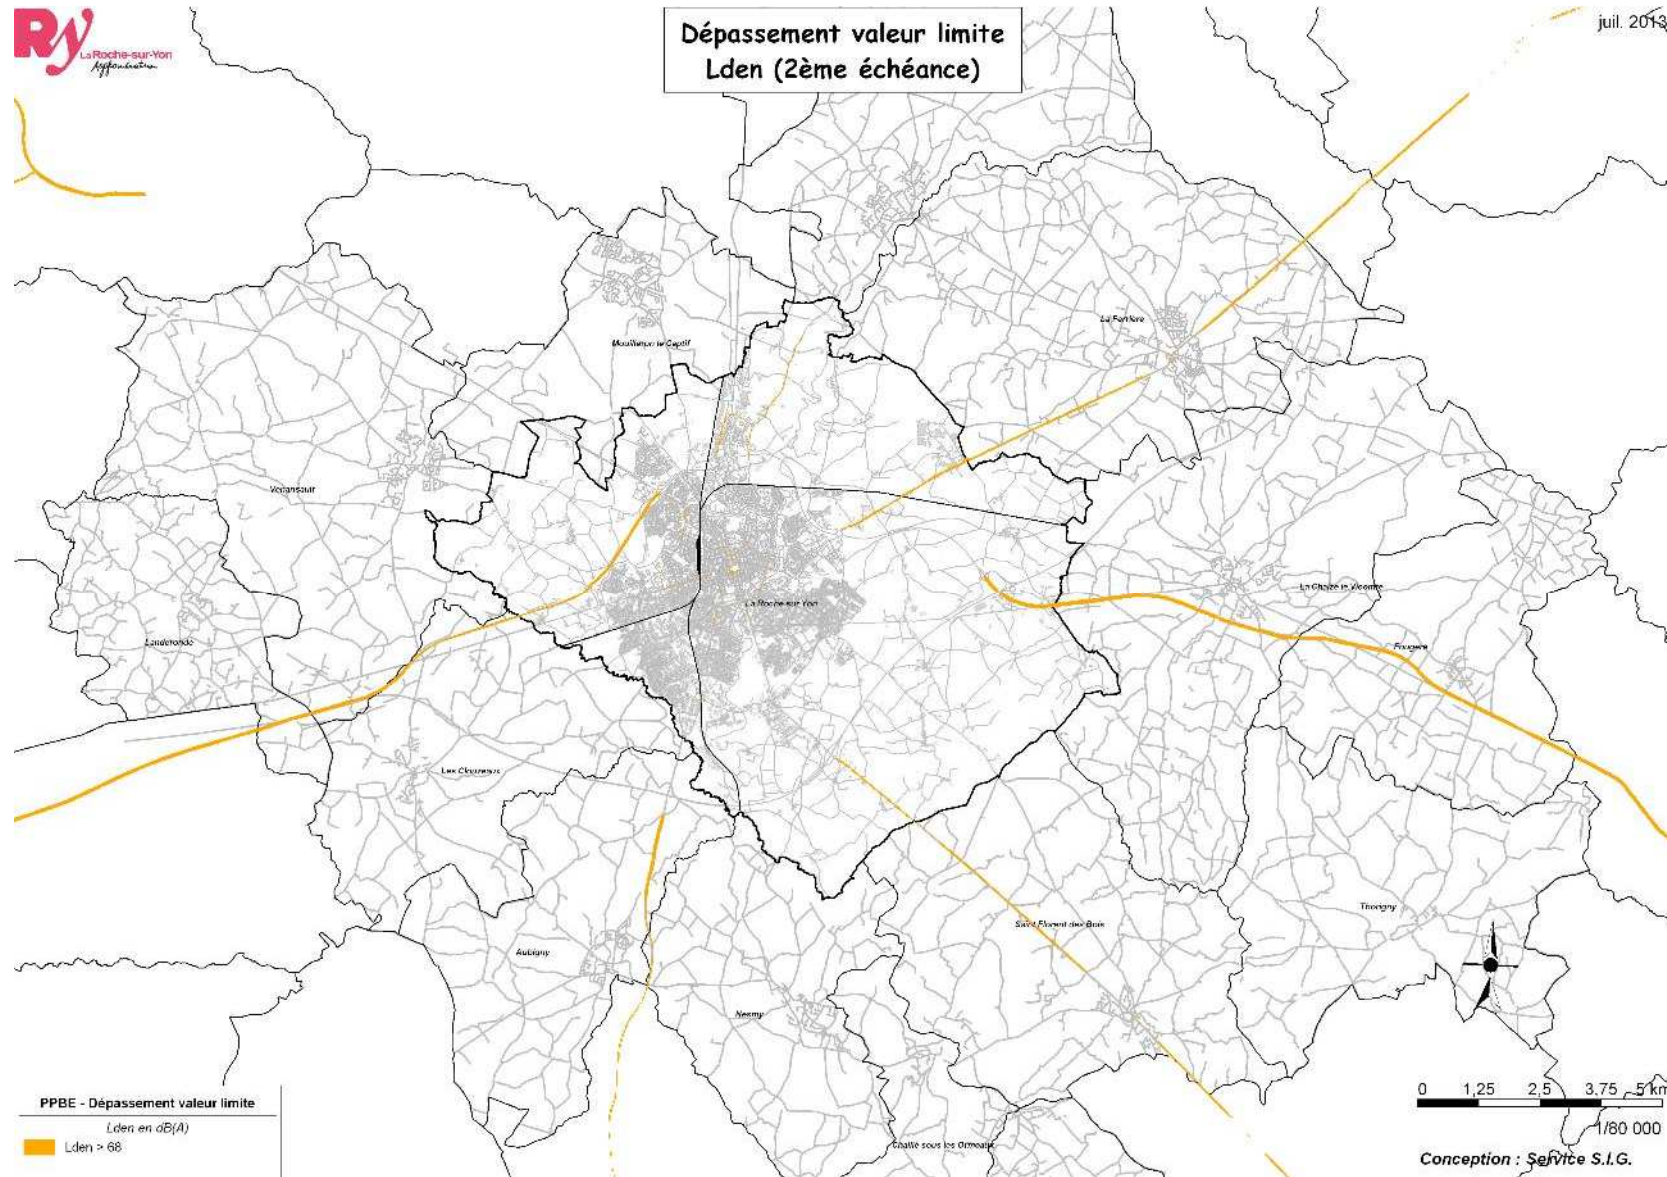 Ry
La Roche-sur-Yon
Agglomération
Dépassement valeur limite
Lden (2ème échéance)
juil. 2013
La Ferrière
Mouilleron le Captif
Venansault
La Roche-sur-Yon
La Chaize le Vicomte
Landeronde
Fougeré
Les Clouzeaux
Thorigny
Saint Florent des Bois
Aubigny
Nesmy
Chaillé sous les Ormeaux
PPBE - Dépassement valeur limite
Lden en dB(A)
Lden > 68
0 1,25 2,5 3,75 5 km
1/80 000
Conception : Service S.I.G.